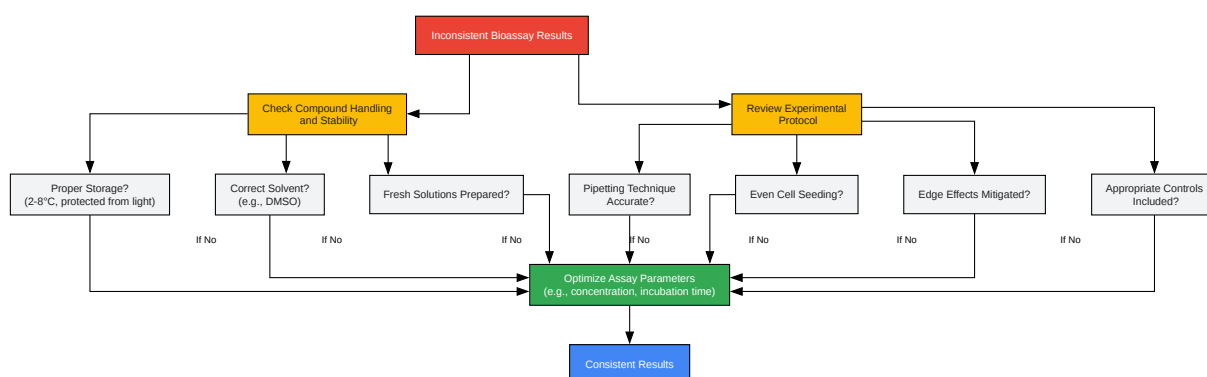 Inconsistent Bioassay Results
Check Compound Handling
and Stability
Review Experimental
Protocol
Proper Storage?
(2-8°C, protected from light)
Correct Solvent?
(e.g., DMSO)
Fresh Solutions Prepared?
Pipetting Technique
Accurate?
Even Cell Seeding?
Edge Effects Mitigated?
Appropriate Controls
Included?
If No
If No
If No
If No
If No
If No
If No
Optimize Assay Parameters
(e.g., concentration, incubation time)
Consistent Results